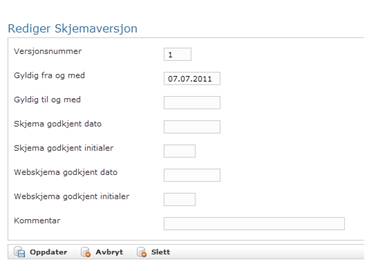 Rediger Skjemaversjon
Versjonsnummer 1
Gyldig fra og med 07.07.2011
Gyldig til og med
Skjema godkjent dato
Skjema godkjent initialer
Webskjema godkjent dato
Webskjema godkjent initialer
Kommentar
Oppdater Avbryt Slett